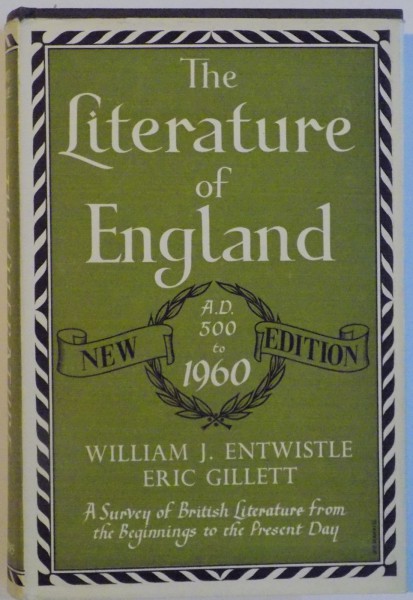 The
Literature
of
England
A.D.
500
to
1960
NEW EDITION
WILLIAM J. ENTWISTLE
ERIC GILLETT
A Survey of British Literature from
the Beginnings to the Present Day